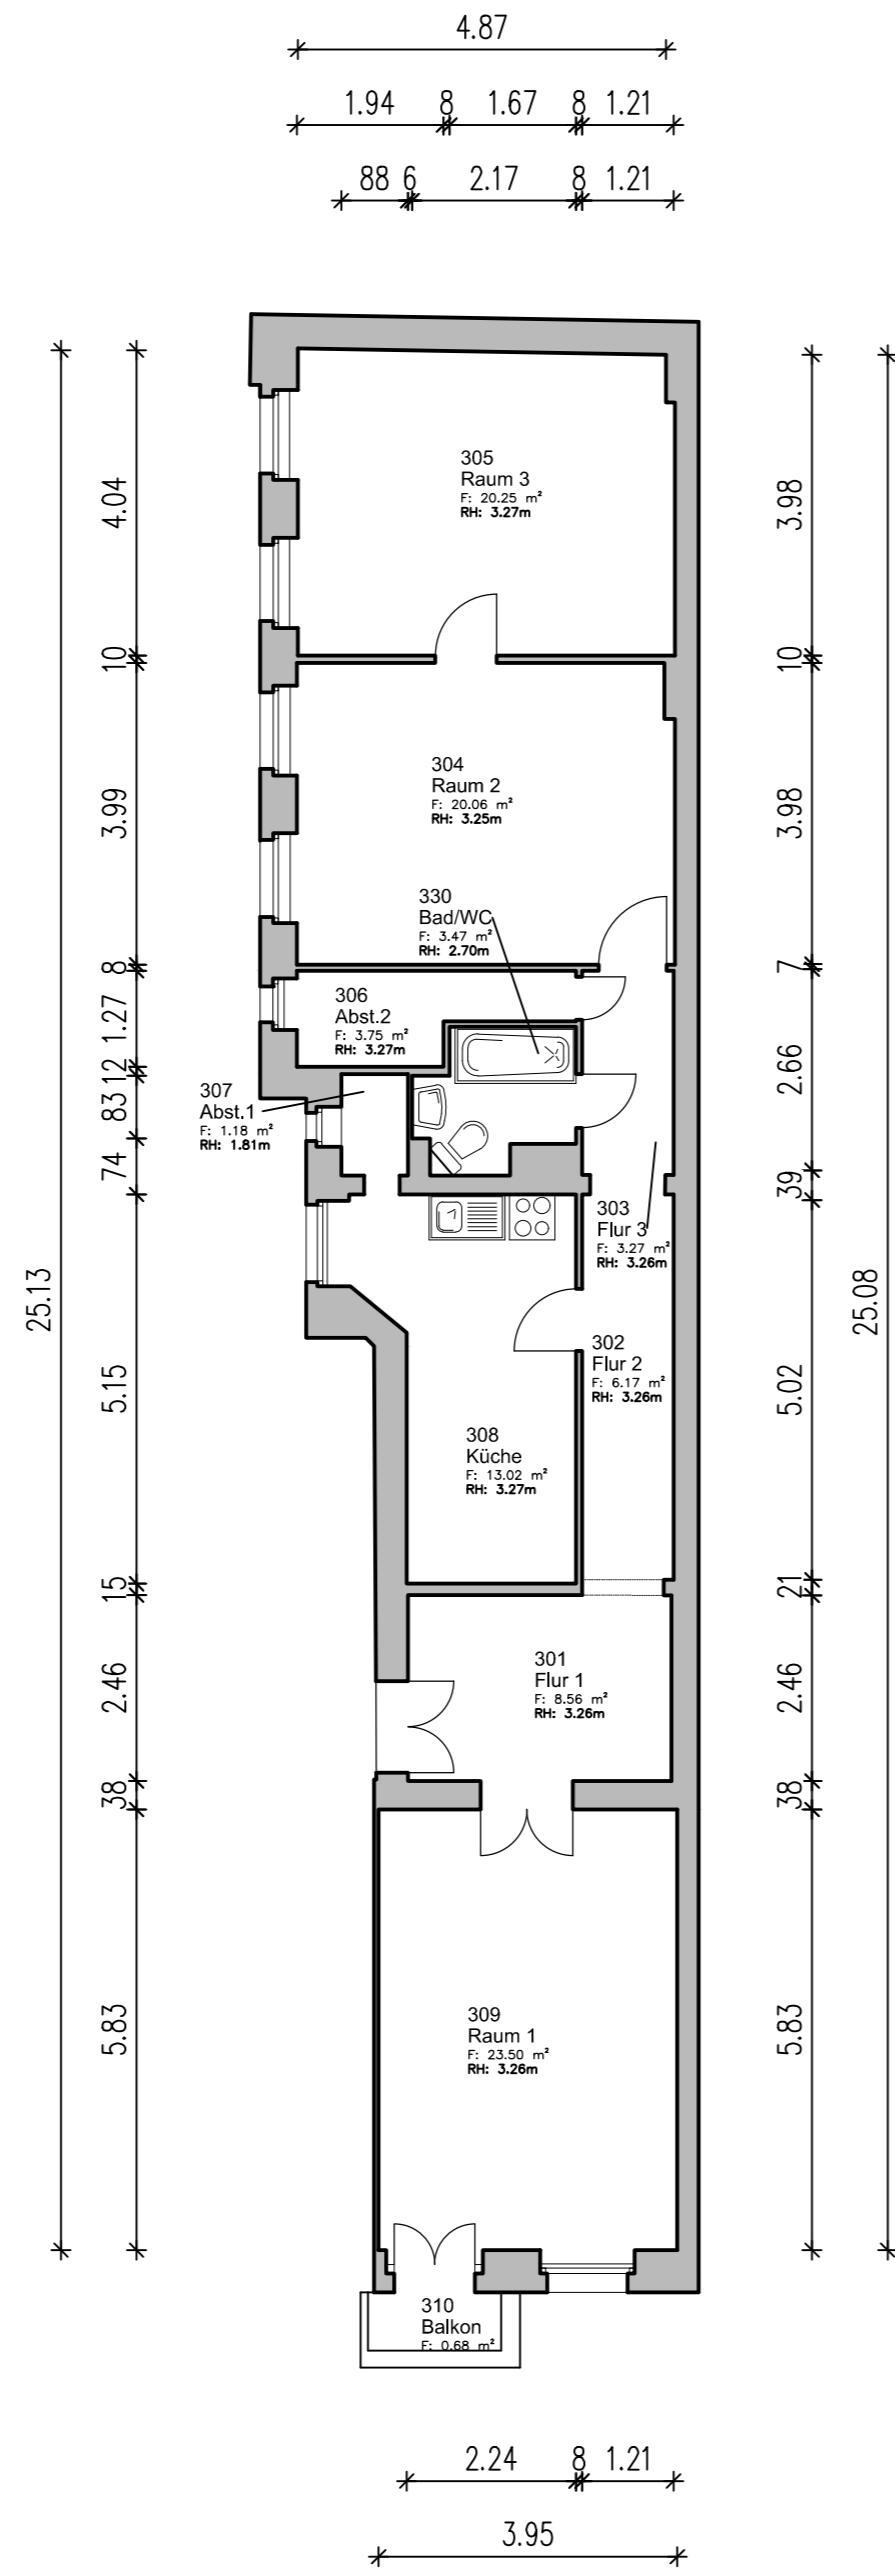 4.87
1.94 8 1.67 8 1.21
88 6 2.17 8 1.21
305
Raum 3
F: 20.25 m²
RH: 3.27m
304
Raum 2
F: 20.06 m²
RH: 3.25m
330
Bad/WC
F: 3.47 m²
RH: 2.70m
306
Abst.2
F: 3.75 m²
RH: 3.27m
307
Abst.1
F: 1.18 m²
RH: 1.81m
303
Flur 3
F: 3.27 m²
RH: 3.26m
302
Flur 2
F: 6.17 m²
RH: 3.26m
308
Küche
F: 13.02 m²
RH: 3.27m
301
Flur 1
F: 8.56 m²
RH: 3.26m
309
Raum 1
F: 23.50 m²
RH: 3.26m
310
Balkon
F: 0.68 m²
25.13
4.04
10
3.99
8
1.27
12
83
74
5.15
15
2.46
38
5.83
3.98
10
3.98
7
2.66
39
5.02
21
2.46
38
5.83
25.08
2.24 8 1.21
3.95